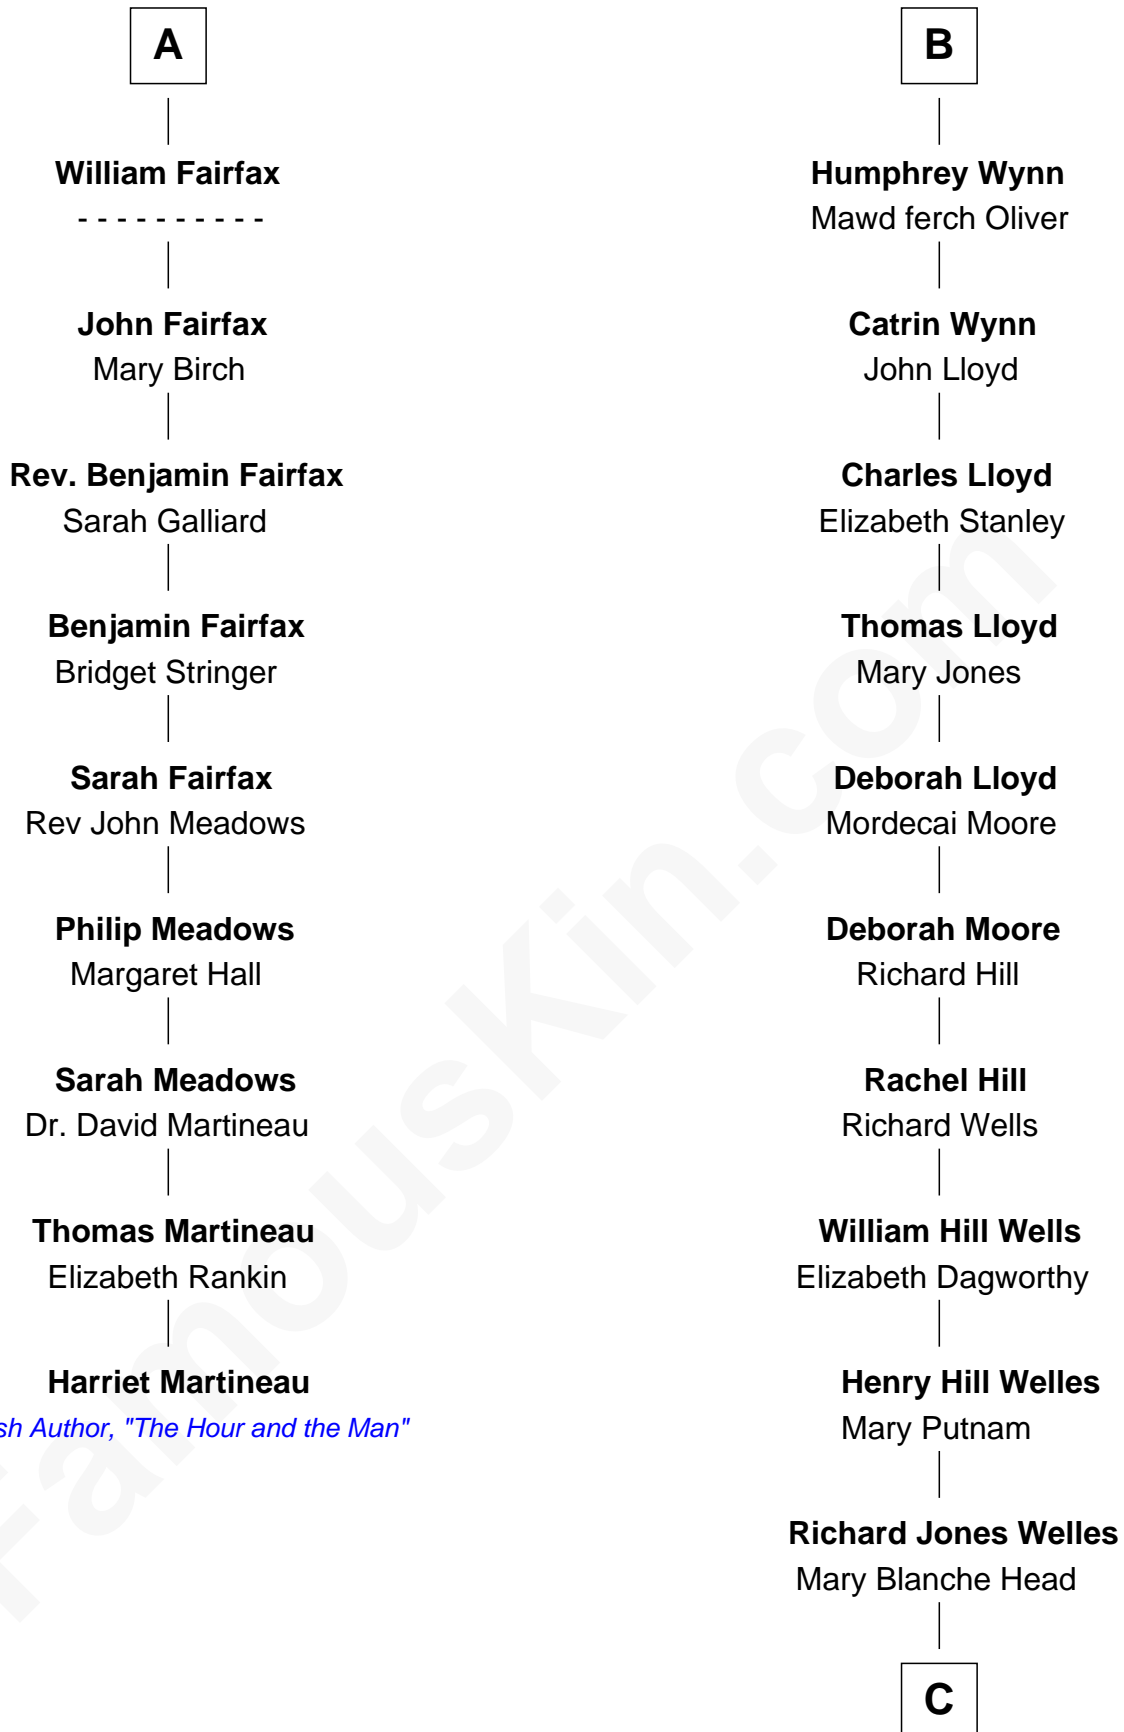 A
William Fairfax
- - - - - - - - - -
John Fairfax
Mary Birch
Rev. Benjamin Fairfax
Sarah Galliard
Benjamin Fairfax
Bridget Stringer
Sarah Fairfax
Rev John Meadows
Philip Meadows
Margaret Hall
Sarah Meadows
Dr. David Martineau
Thomas Martineau
Elizabeth Rankin
Harriet Martineau
sh Author, "The Hour and the Man"
B
Humphrey Wynn
Mawd ferch Oliver
Catrin Wynn
John Lloyd
Charles Lloyd
Elizabeth Stanley
Thomas Lloyd
Mary Jones
Deborah Lloyd
Mordecai Moore
Deborah Moore
Richard Hill
Rachel Hill
Richard Wells
William Hill Wells
Elizabeth Dagworthy
Henry Hill Welles
Mary Putnam
Richard Jones Welles
Mary Blanche Head
C
FamousKin.com